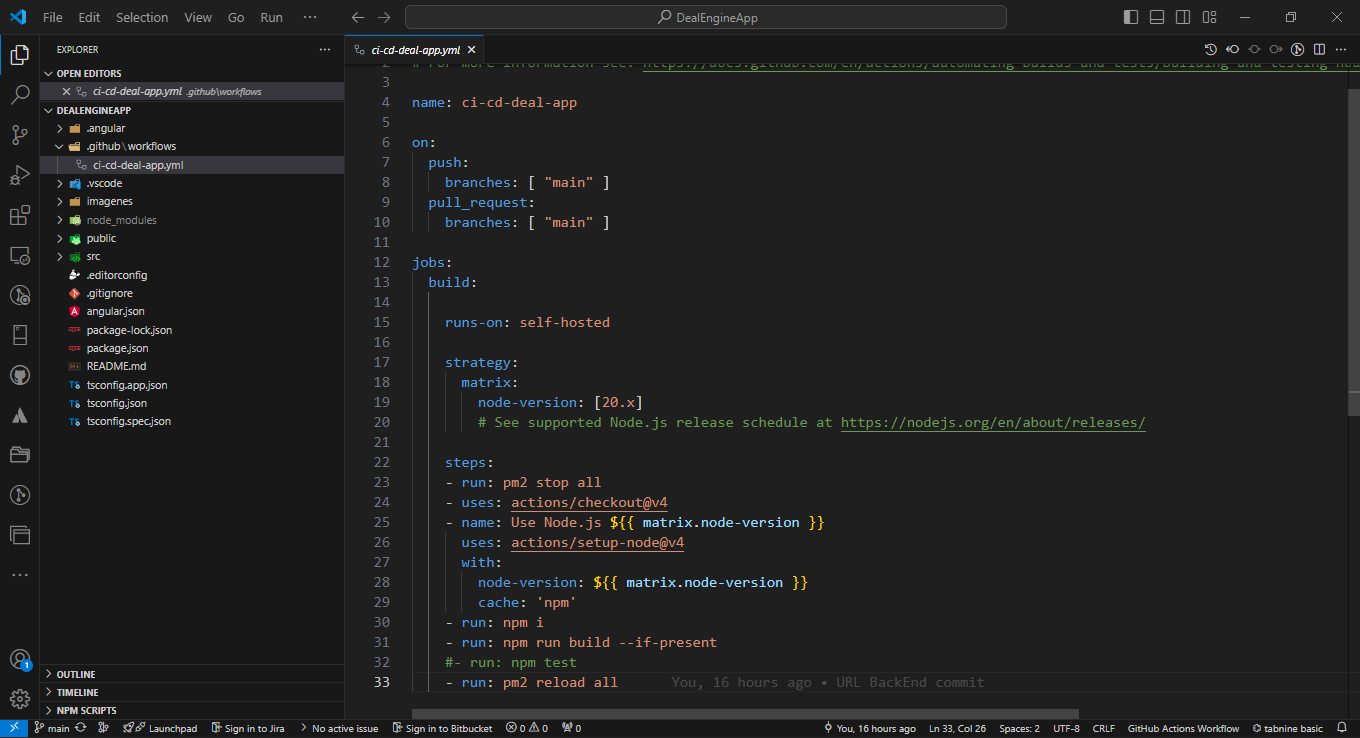 File Edit Selection View Go Run ··· DealEngineApp
EXPLORER ···
OPEN EDITORS
ci-cd-deal-app.yml .github\workflows
DEALENGINEAPP
.angular
.github\workflows
ci-cd-deal-app.yml
.vscode
imagenes
node_modules
public
src
.editorconfig
.gitignore
angular.json
package-lock.json
package.json
README.md
tsconfig.app.json
tsconfig.json
tsconfig.spec.json
OUTLINE
TIMELINE
NPM SCRIPTS
ci-cd-deal-app.yml
2 # For more information see: https://docs.github.com/en/actions/automating-builds-and-tests/building-and-testing-nod
3
4 name: ci-cd-deal-app
5
6 on:
7 push:
8 branches: [ "main" ]
9 pull_request:
10 branches: [ "main" ]
11
12 jobs:
13 build:
14
15 runs-on: self-hosted
16
17 strategy:
18 matrix:
19 node-version: [20.x]
20 # See supported Node.js release schedule at https://nodejs.org/en/about/releases/
21
22 steps:
23 - run: pm2 stop all
24 - uses: actions/checkout@v4
25 - name: Use Node.js ${{ matrix.node-version }}
26 uses: actions/setup-node@v4
27 with:
28 node-version: ${{ matrix.node-version }}
29 cache: 'npm'
30 - run: npm i
31 - run: npm run build --if-present
32 #- run: npm test
33 - run: pm2 reload all You, 16 hours ago • URL BackEnd commit
1
main Launchpad Sign in to Jira No active issue Sign in to Bitbucket 0 0 0 You, 16 hours ago Ln 33, Col 26 Spaces: 2 UTF-8 CRLF GitHub Actions Workflow tabnine basic